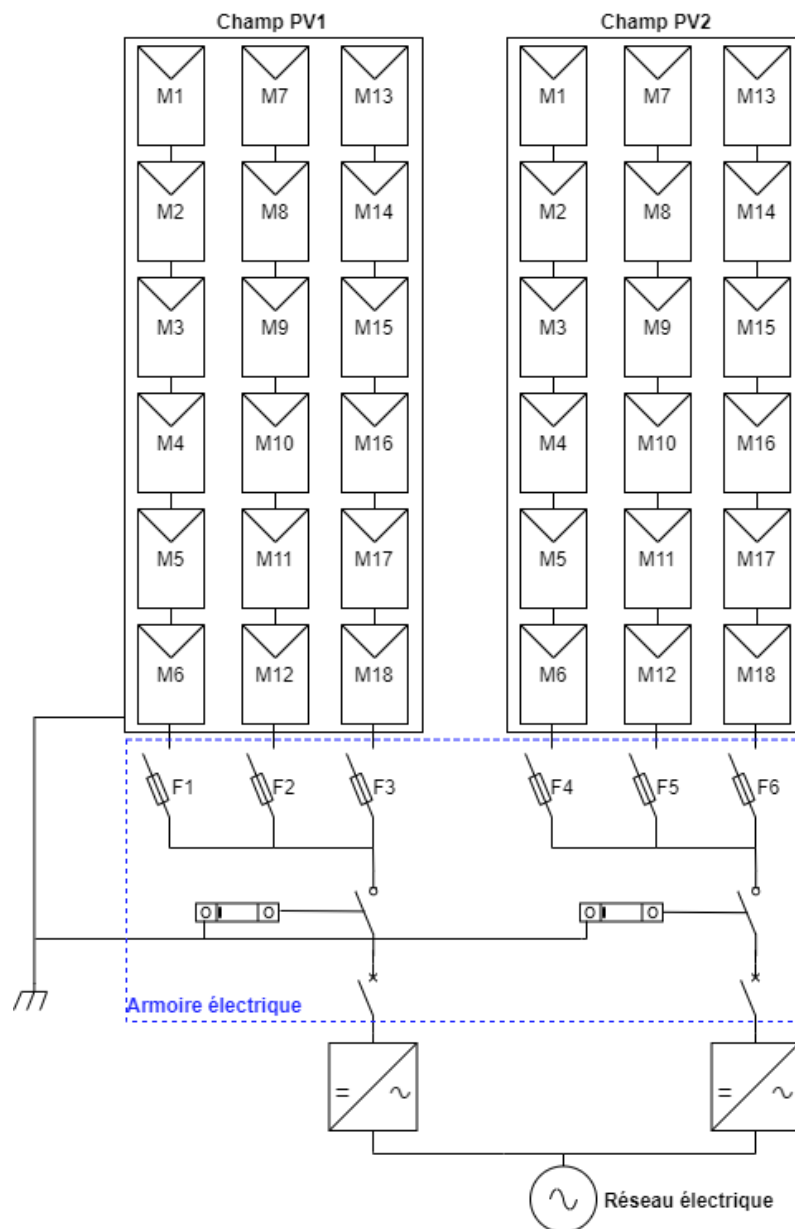 Champ PV1 Champ PV2
M1 M7 M13 M1 M7 M13
M2 M8 M14 M2 M8 M14
M3 M9 M15 M3 M9 M15
M4 M10 M16 M4 M10 M16
M5 M11 M17 M5 M11 M17
M6 M12 M18 M6 M12 M18
F1 F2 F3 F4 F5 F6
Armoire électrique
Réseau électrique